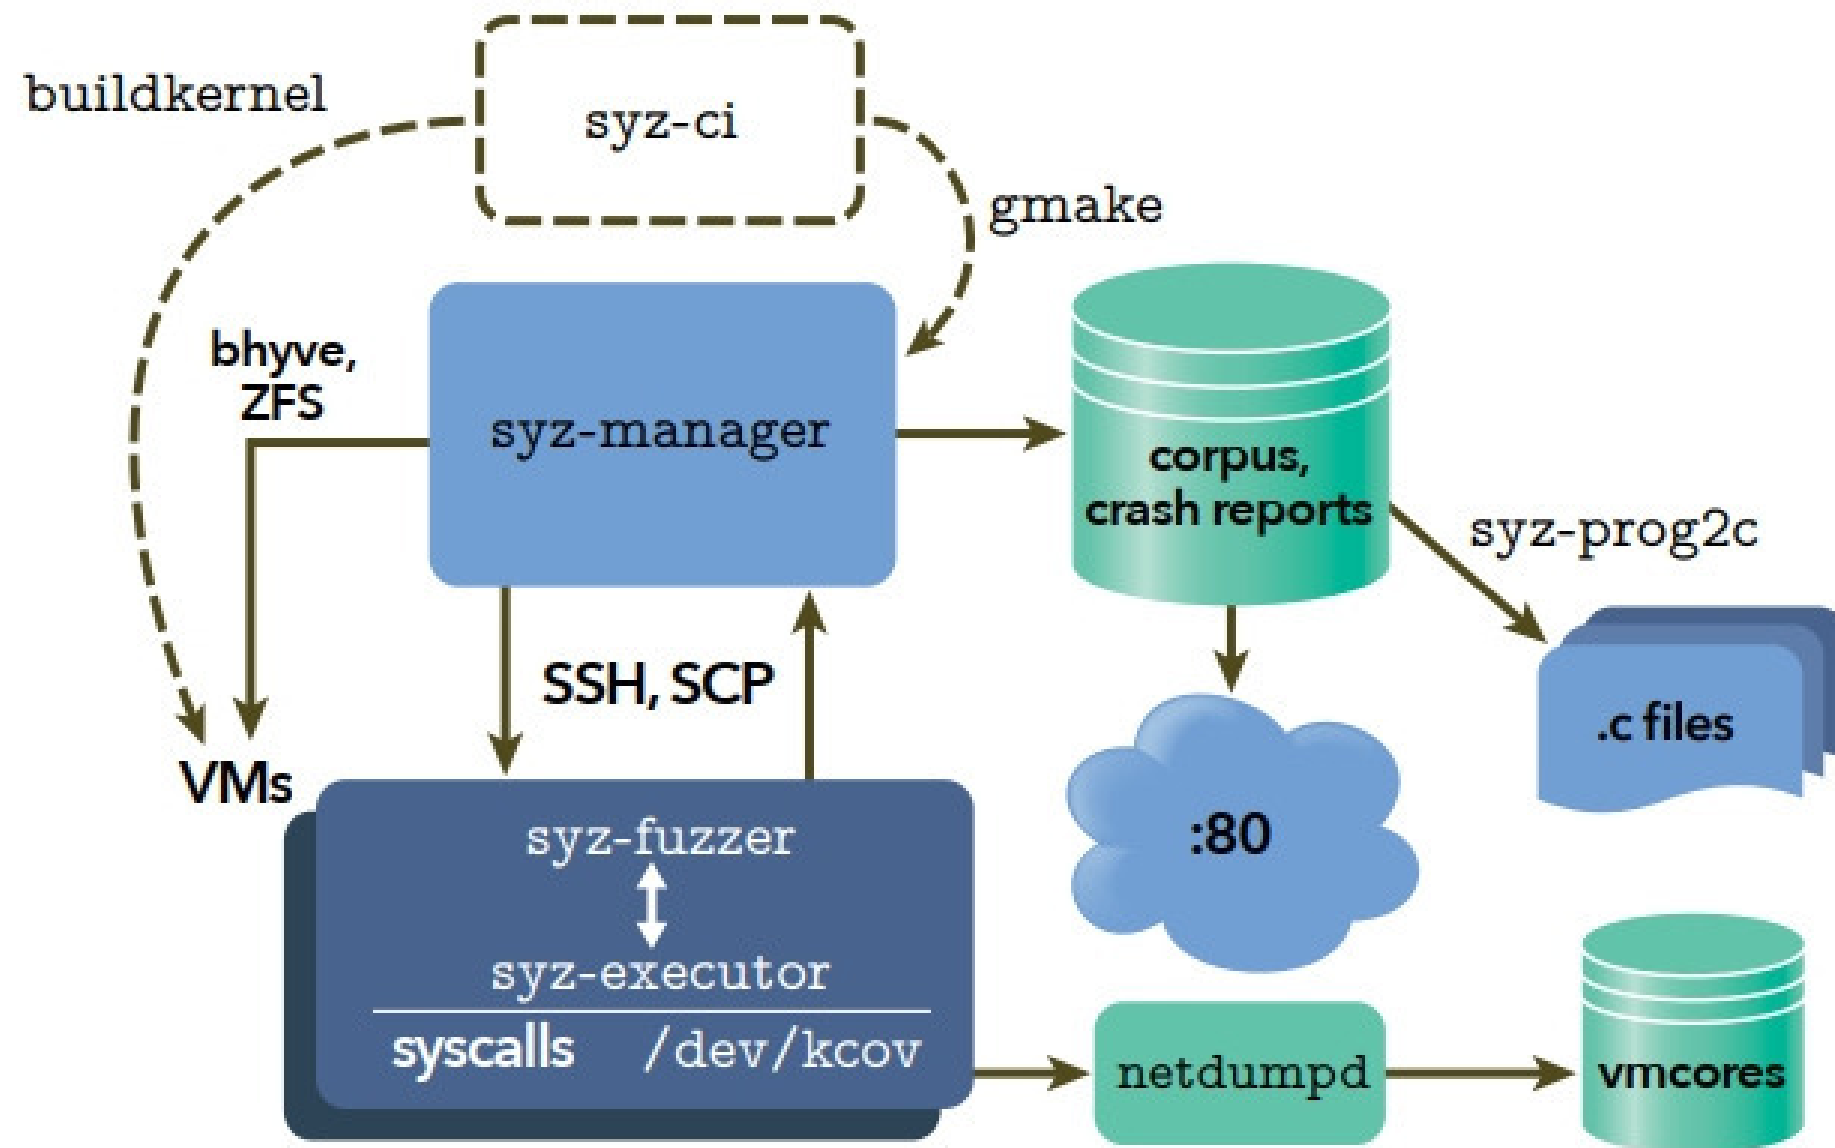 buildkernel
syz-ci
gmake
bhyve,
ZFS
syz-manager
corpus,
crash reports
syz-prog2c
SSH, SCP
.c files
VMs
syz-fuzzer
:80
syz-executor
syscalls /dev/kcov
netdumpd
vmcores